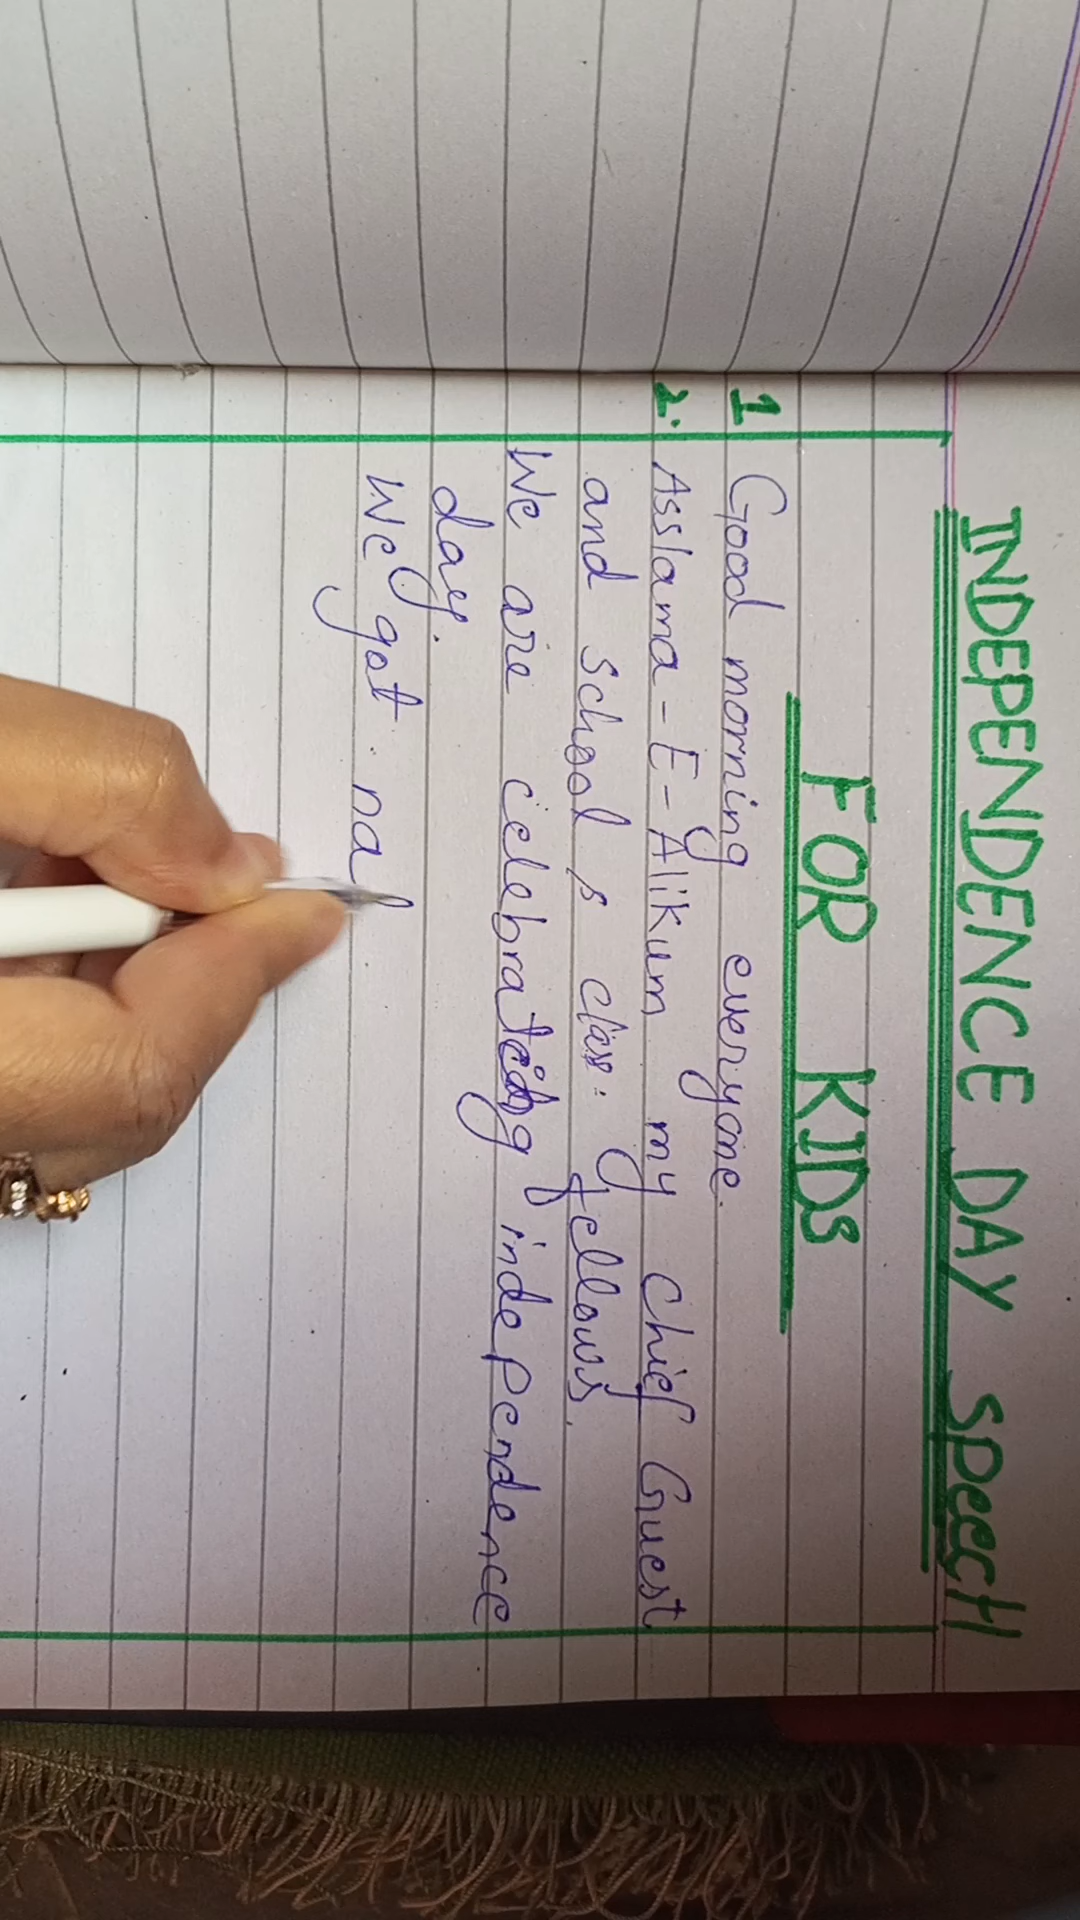 INDEPENDENCE DAY SPEECH
FOR KIDS
1 Good morning everyone.
2. Asslama-E-Alikum my Chief Guest
and School & class. fellows.
We are celebrateing independence
day.
We got na